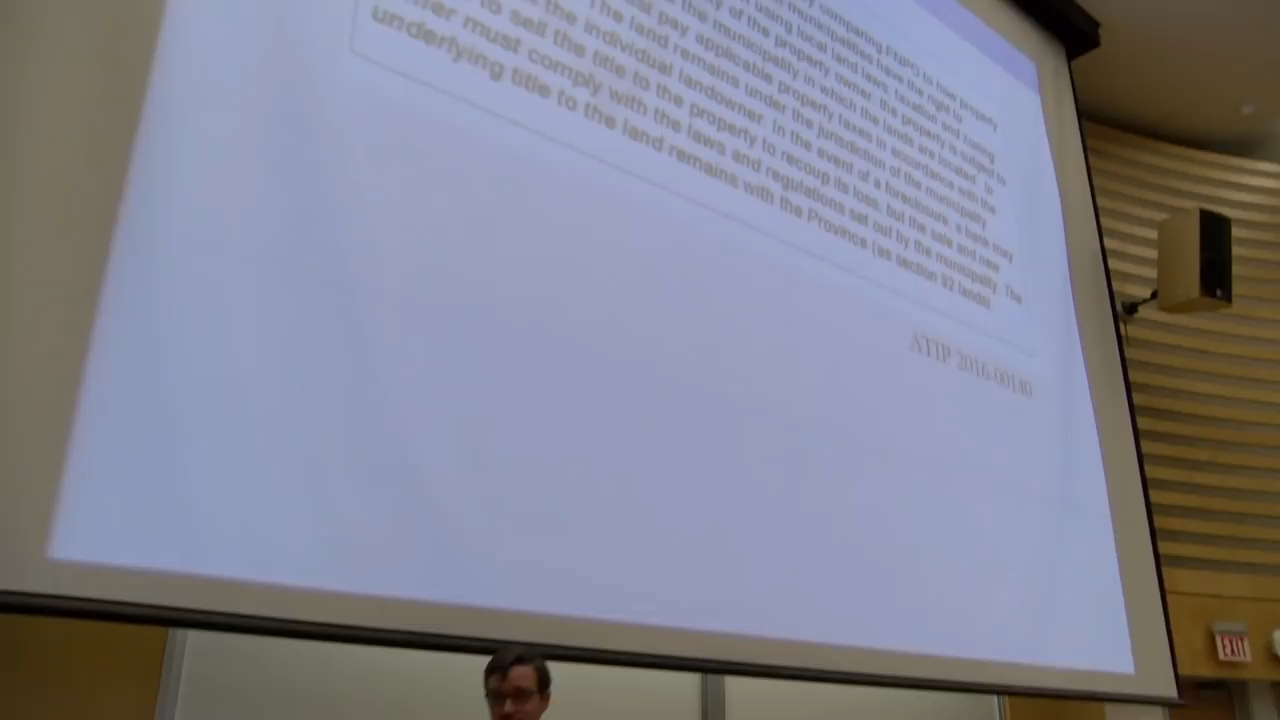 comparing FNPO to how property
municipalities have the right to
using local land laws, taxation and zoning
of the property owner; the property is subject to
the municipality in which the lands are located. In
pay applicable property taxes in accordance with the
The land remains under the jurisdiction of the municipality
the individual landowner. In the event of a foreclosure, a bank may
to sell the title to the property to recoup its loss, but the sale and new
must comply with the laws and regulations set out by the municipality. The
underlying title to the land remains with the Province (as section 92 lands).
ATIP 2016-00140
EXIT